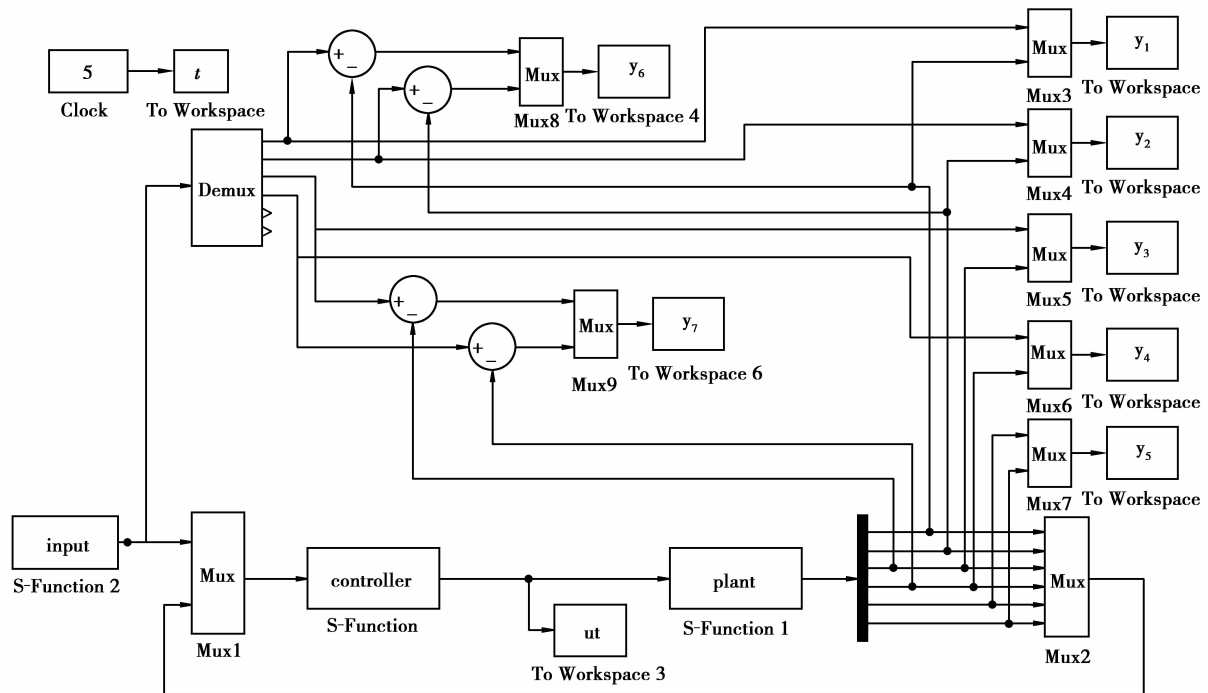 5
Clock
t
To Workspace
+
−
+
−
Mux
Mux8
y6
To Workspace 4
Mux
Mux3
y1
To Workspace
Mux
Mux4
y2
To Workspace
Demux
Mux
Mux5
y3
To Workspace
+
−
+
−
Mux
Mux9
y7
To Workspace 6
Mux
Mux6
y4
To Workspace
Mux
Mux7
y5
To Workspace
input
S-Function 2
Mux
Mux1
controller
S-Function
ut
To Workspace 3
plant
S-Function 1
Mux
Mux2